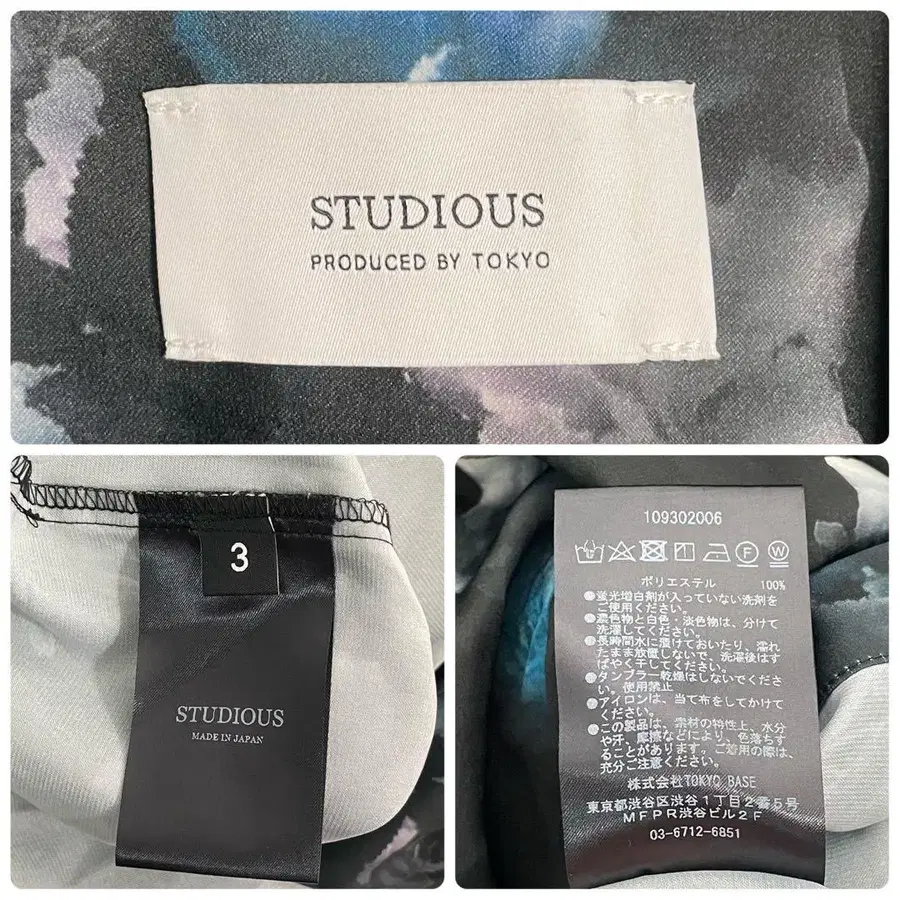 STUDIOUS
PRODUCED BY TOKYO
3
STUDIOUS
MADE IN JAPAN
109302006
F W
ポリエステル 100%
●蛍光増白剤が入っていない洗剤を
ご使用ください。
●濃色物と白色・淡色物は、分けて
洗濯してください。
●長時間水に漬けておいたり、濡れ
たまま放置しないで、洗濯後はす
ばやく干してください。
●タンブラー乾燥はしないでくださ
い。使用禁止
●アイロンは、当て布をしてかけて
ください。
●この製品は、素材の特性上、水分
や汗、摩擦などにより、色落ちす
ることがあります。ご着用の際は、
充分ご注意ください。
株式会社TOKYO BASE
東京都渋谷区渋谷1丁目2番5号
MFPR渋谷ビル2F
03-6712-6851